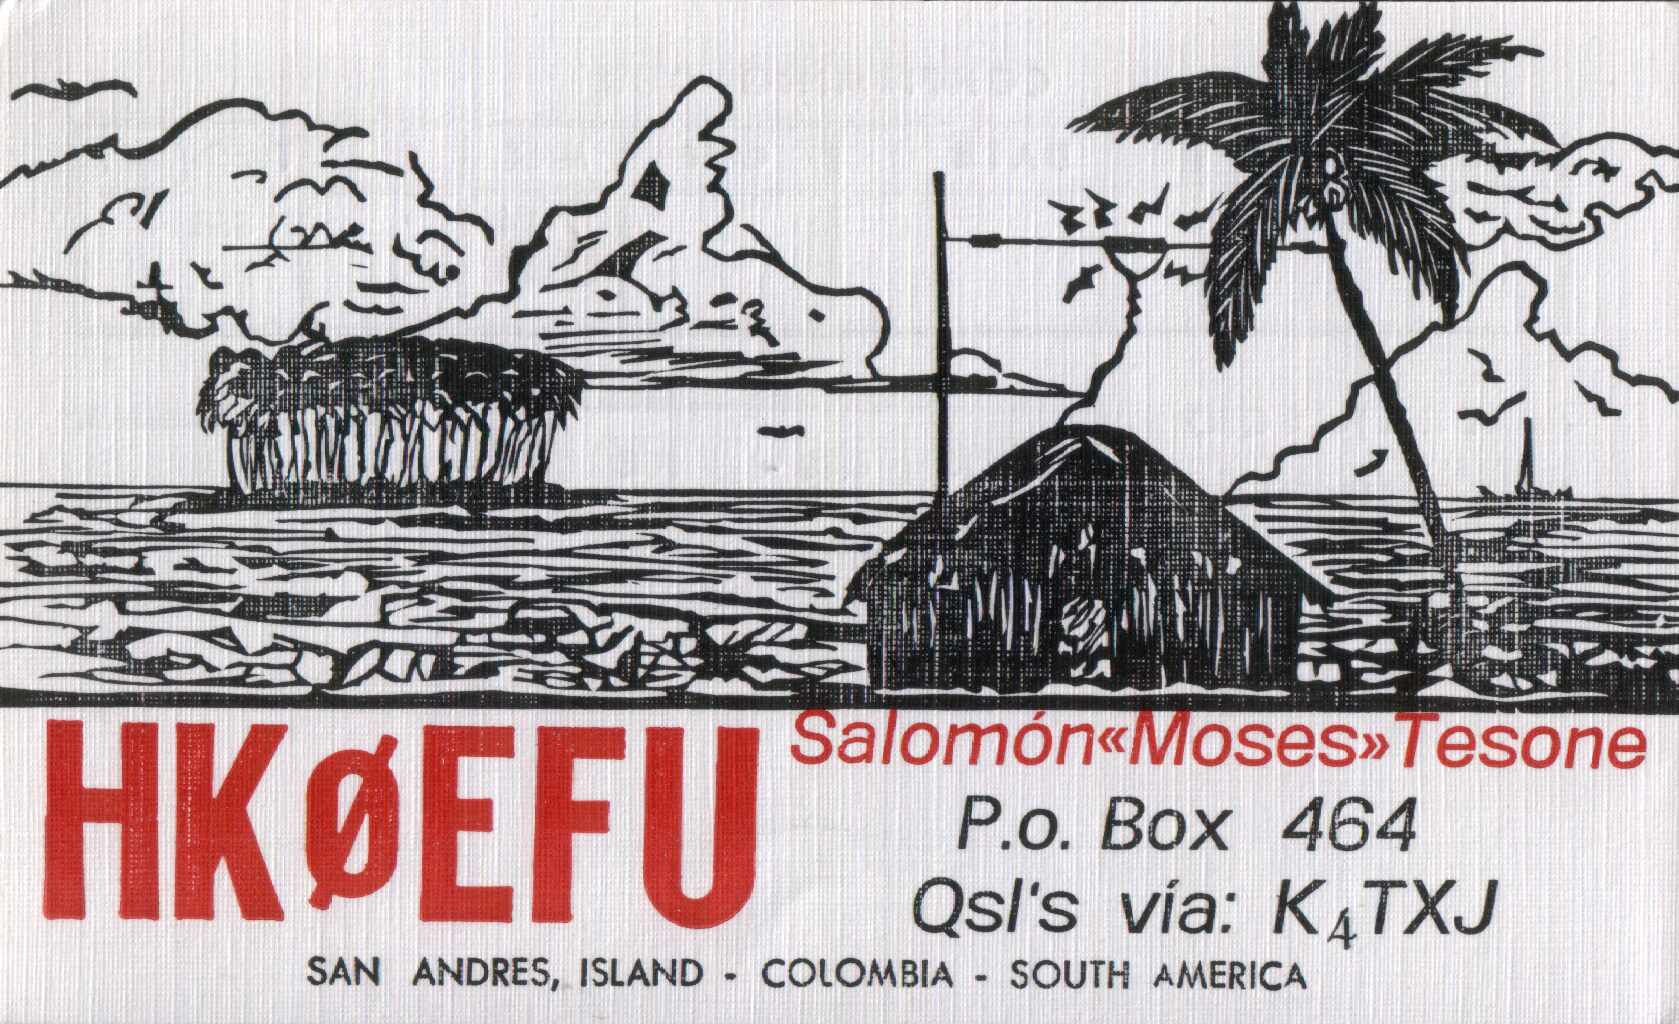 HKØEFU
Salomón«Moses»Tesone
P.o. Box 464
Qsl's vía: K4TXJ
SAN ANDRES, ISLAND - COLOMBIA - SOUTH AMERICA